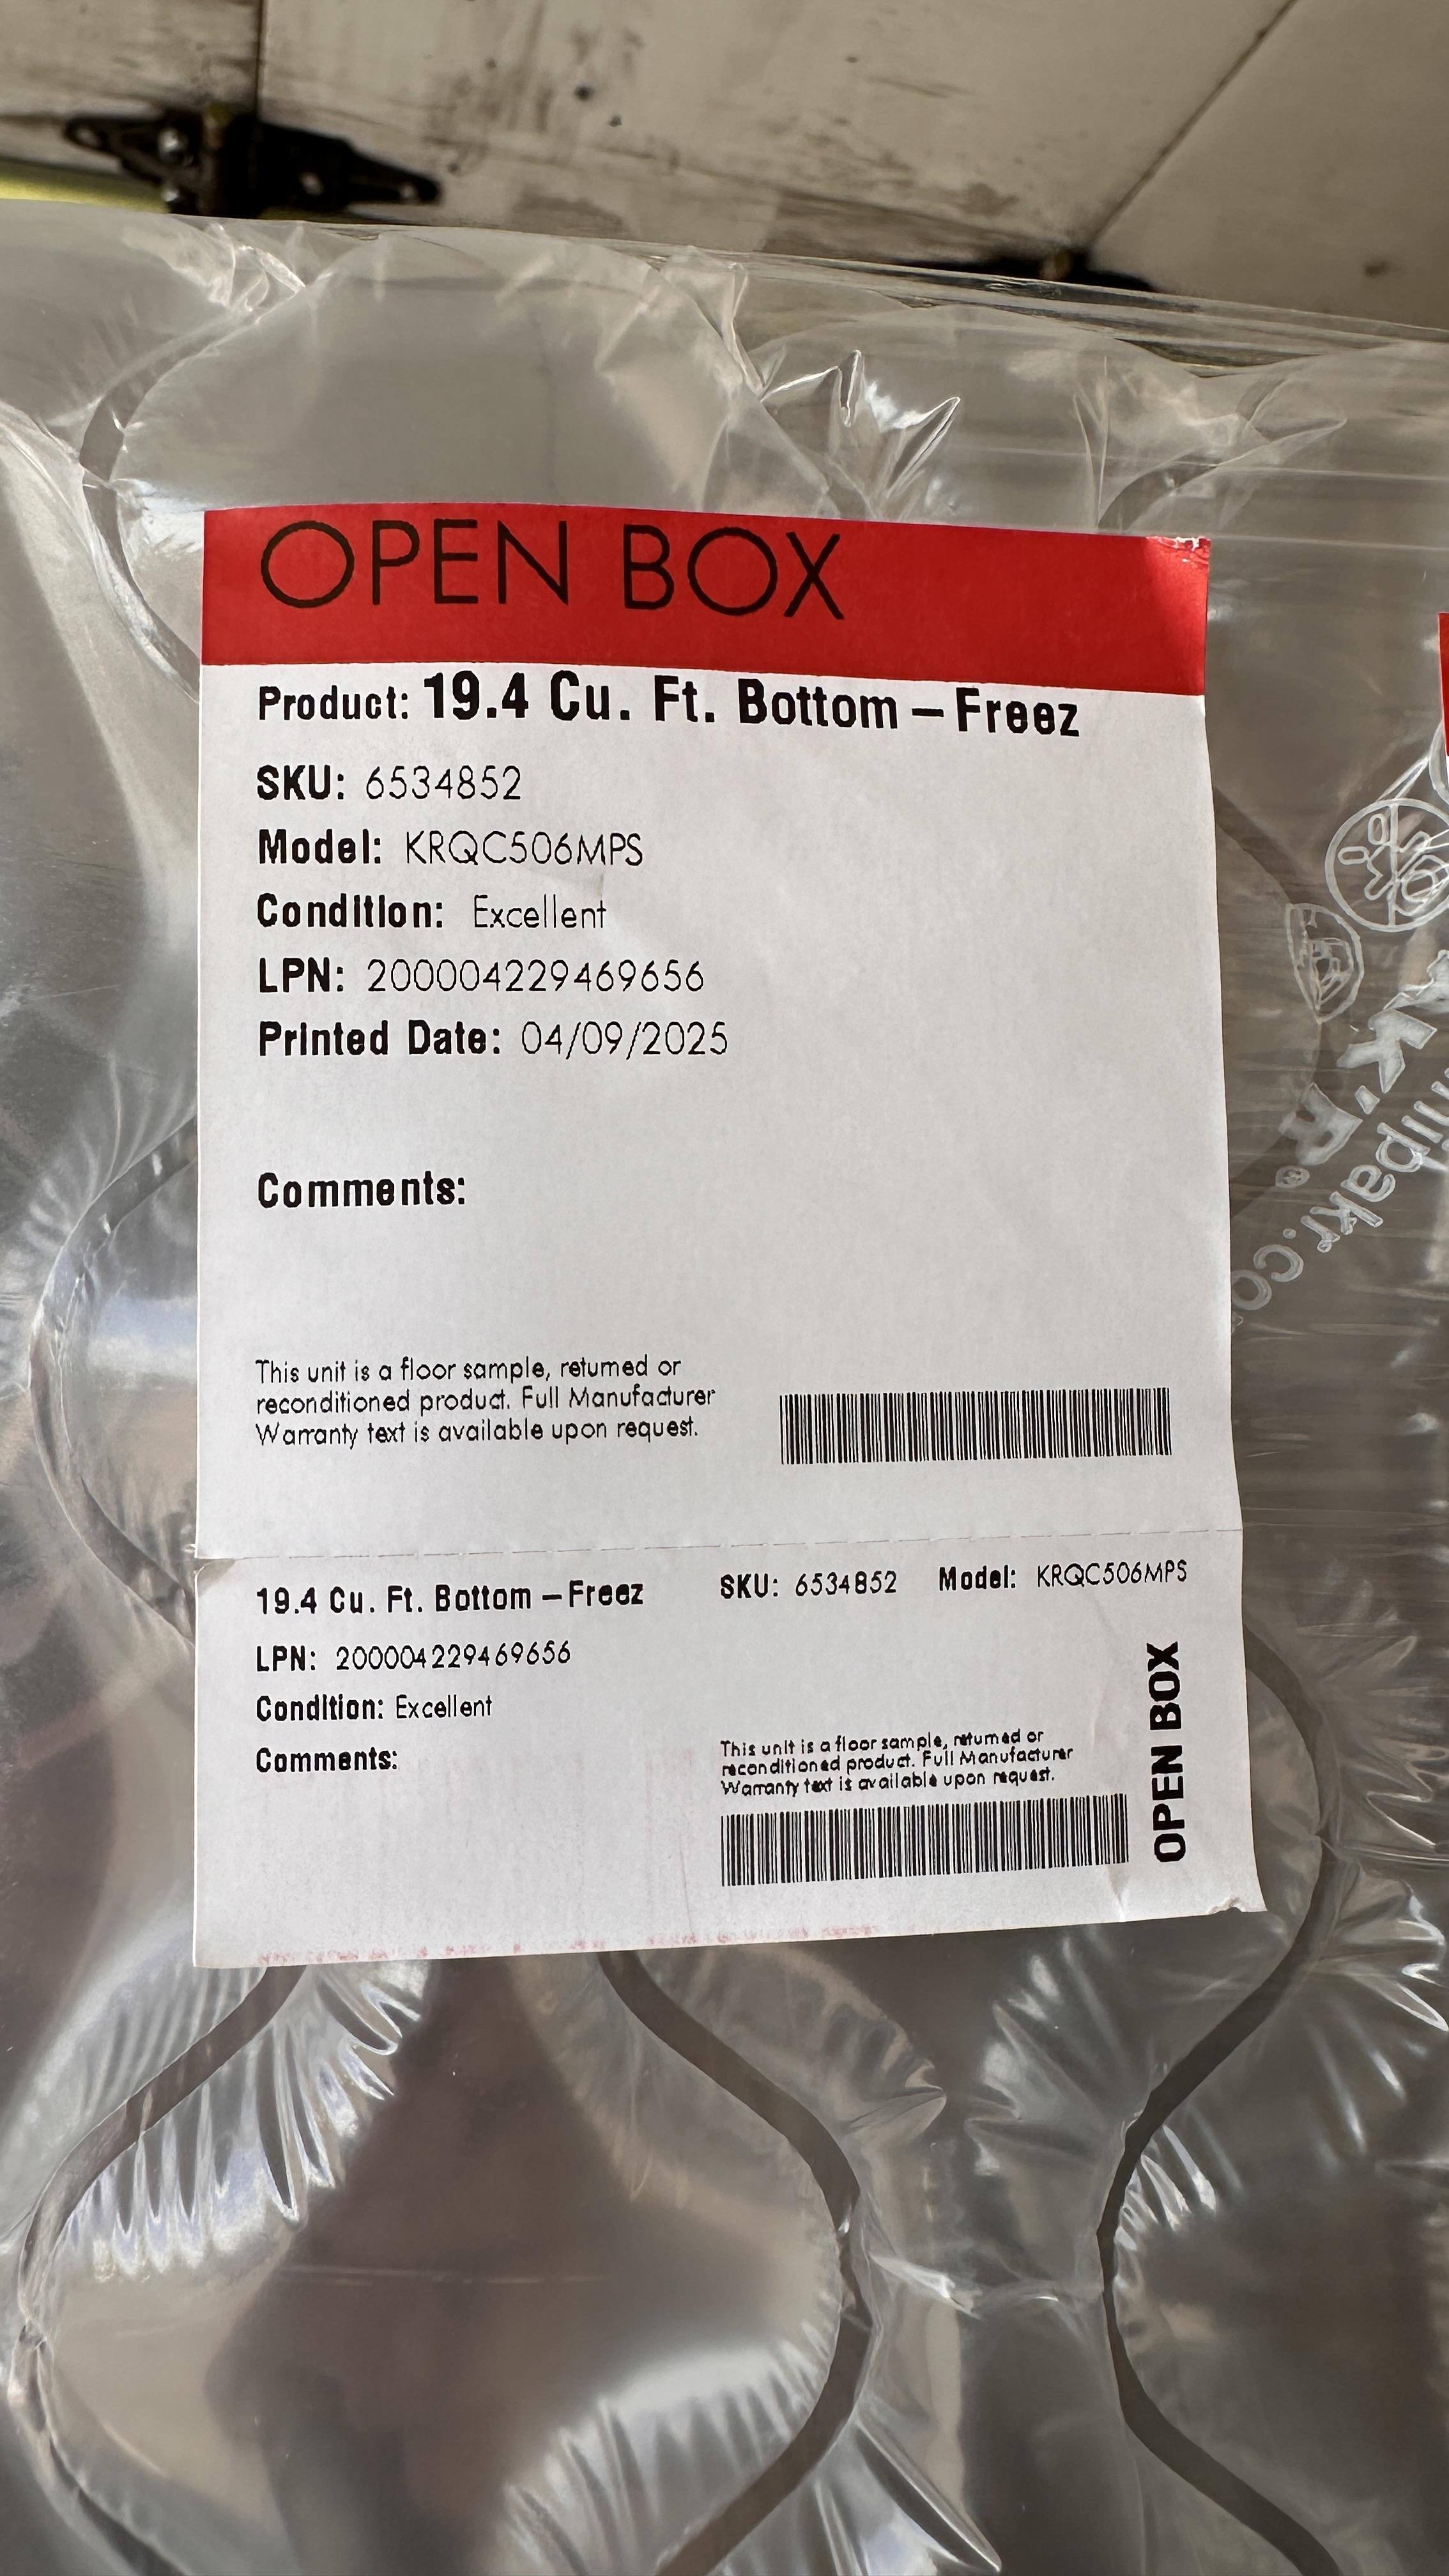 OPEN BOX
Product: 19.4 Cu. Ft. Bottom – Freez
SKU: 6534852
Model: KRQC506MPS
Condition: Excellent
LPN: 200004229469656
Printed Date: 04/09/2025
Comments:
This unit is a floor sample, returned or
reconditioned product. Full Manufacturer
Warranty text is available upon request.
19.4 Cu. Ft. Bottom – Freez
SKU: 6534852 Model: KRQC506MPS
LPN: 200004229469656
Condition: Excellent
Comments:
This unit is a floor sample, returned or
reconditioned product. Full Manufacturer
Warranty text is available upon request.
OPEN BOX